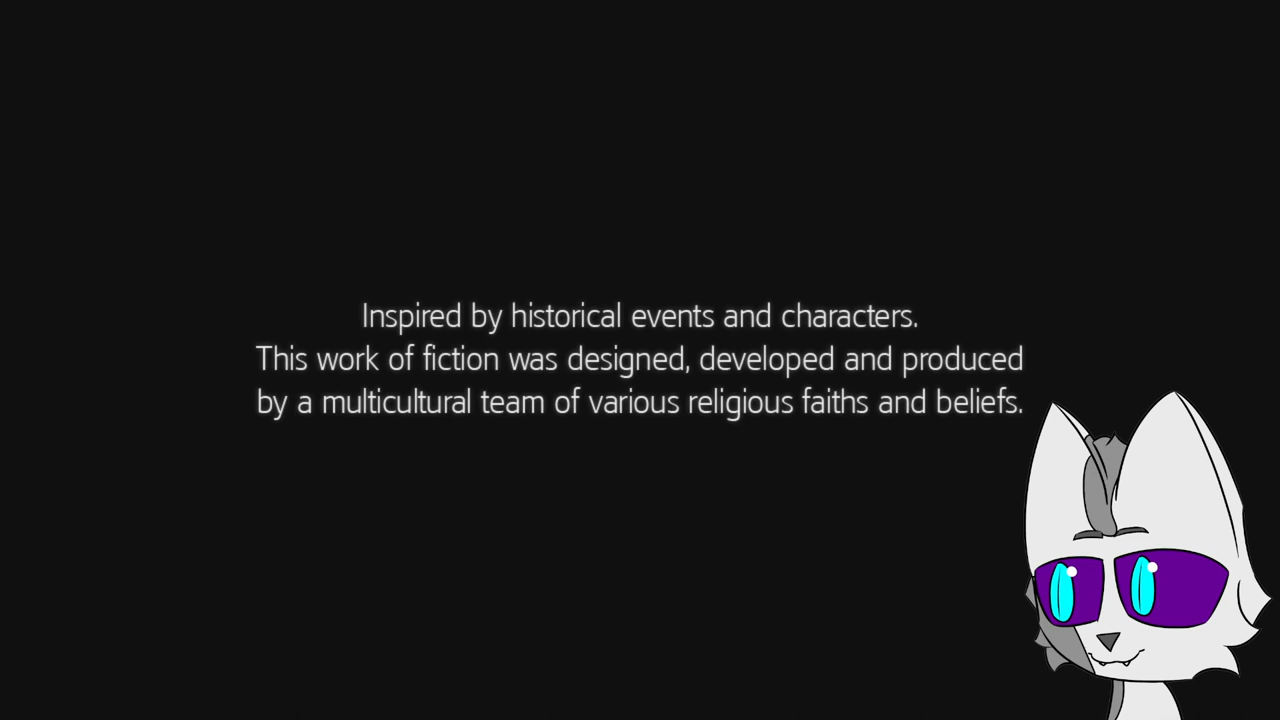 Inspired by historical events and characters.
This work of fiction was designed, developed and produced
by a multicultural team of various religious faiths and beliefs.